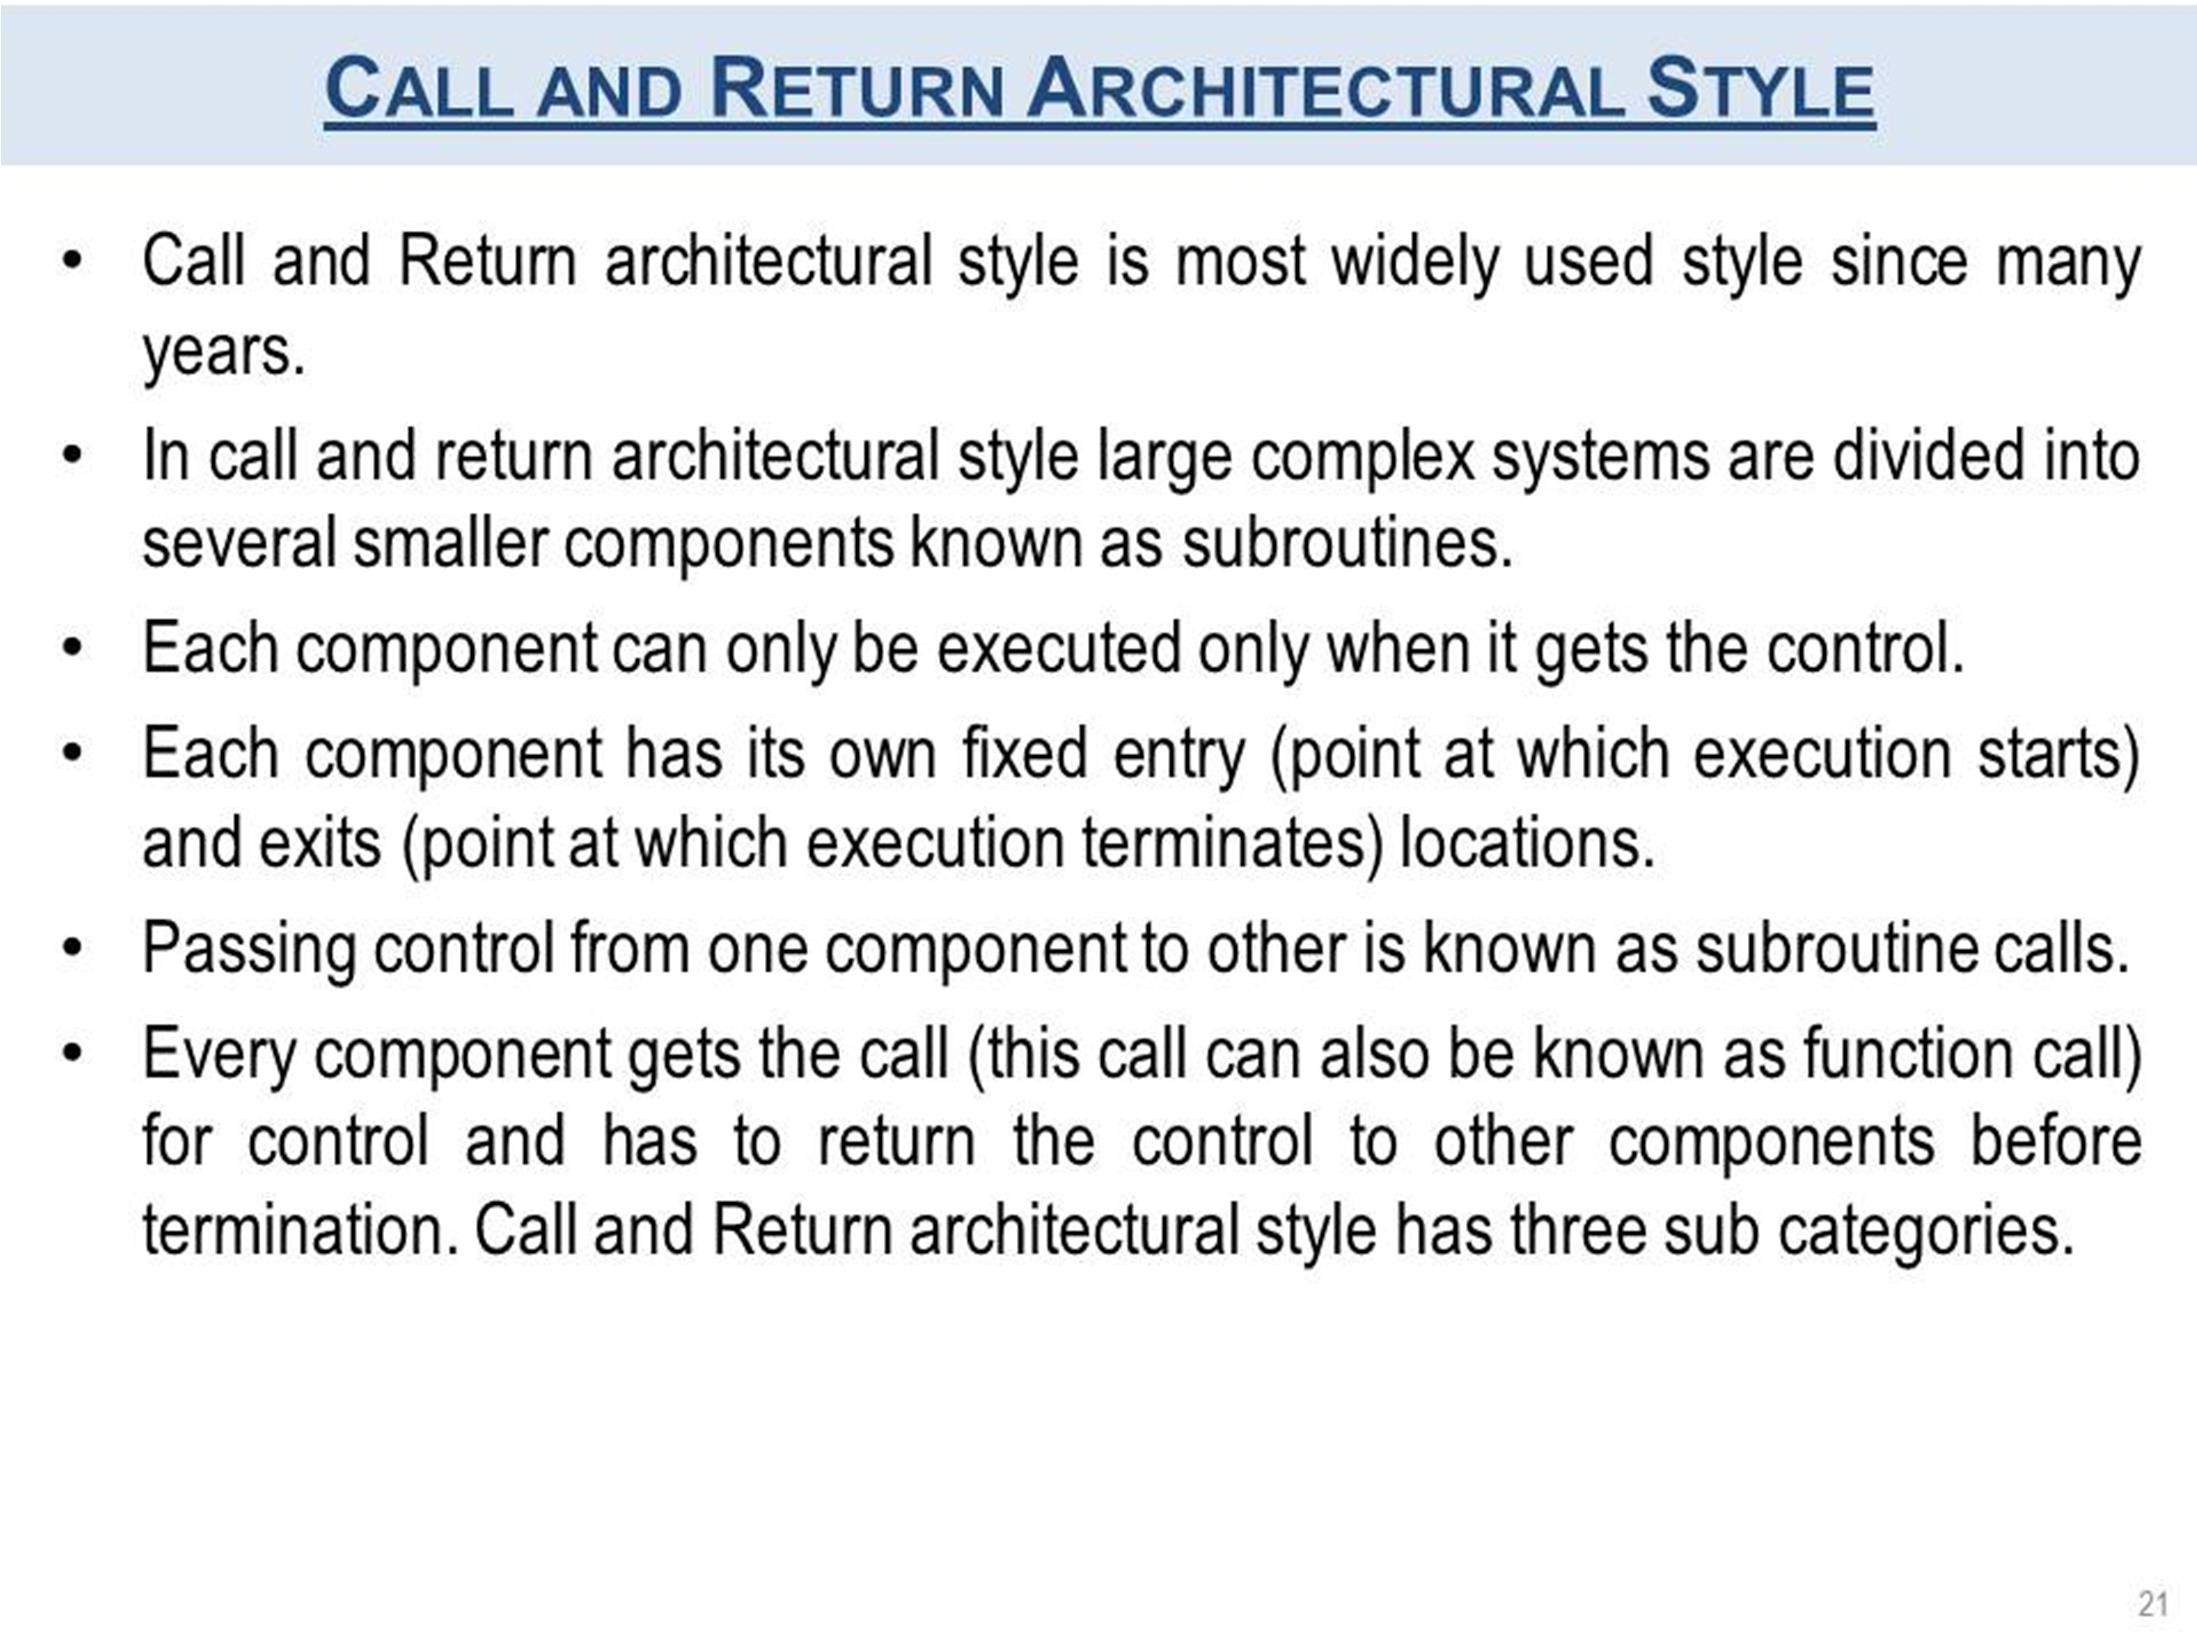 CALL AND RETURN ARCHITECTURAL STYLE
• Call and Return architectural style is most widely used style since many
years.
• In call and return architectural style large complex systems are divided into
several smaller components known as subroutines.
• Each component can only be executed only when it gets the control.
• Each component has its own fixed entry (point at which execution starts)
and exits (point at which execution terminates) locations.
• Passing control from one component to other is known as subroutine calls.
• Every component gets the call (this call can also be known as function call)
for control and has to return the control to other components before
termination. Call and Return architectural style has three sub categories.
21